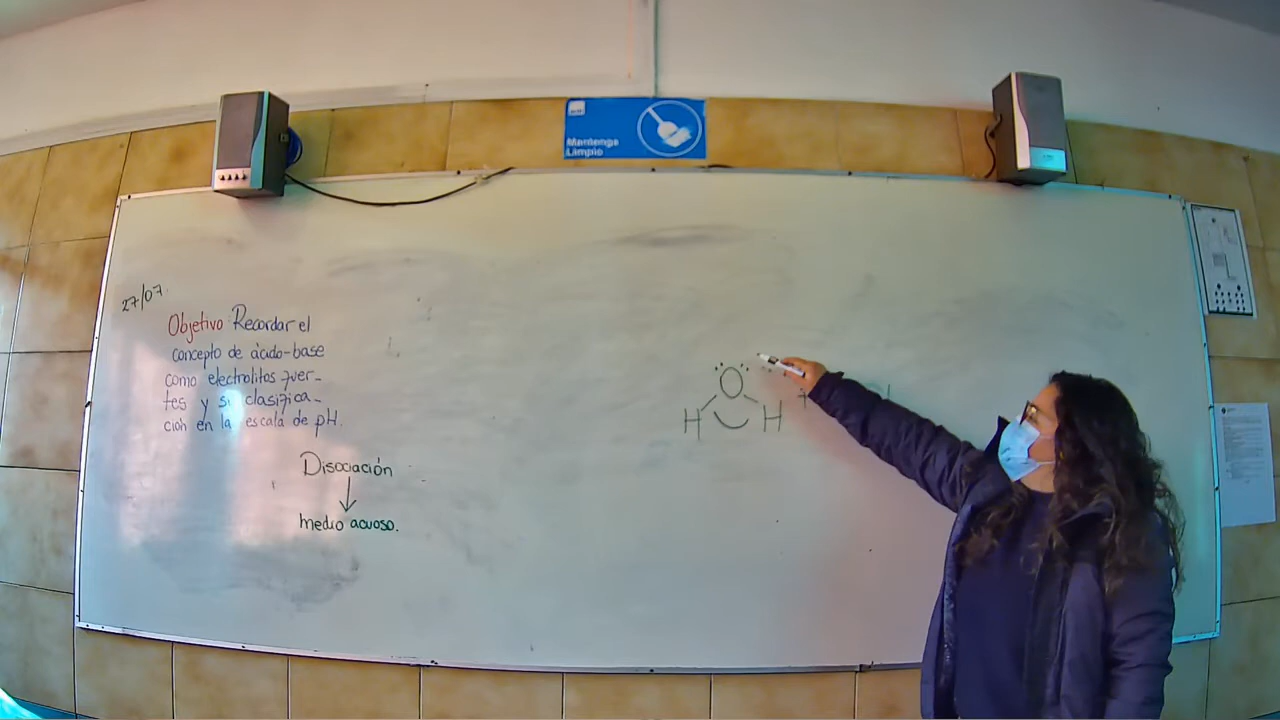 Mantenga
Limpio
27/07
Objetivo Recordar el
concepto de ácido-base
como electrolitos fuer-
tes y su clasifica-
ción en la escala de pH.
Disociación
medio acuoso.
O
H H +